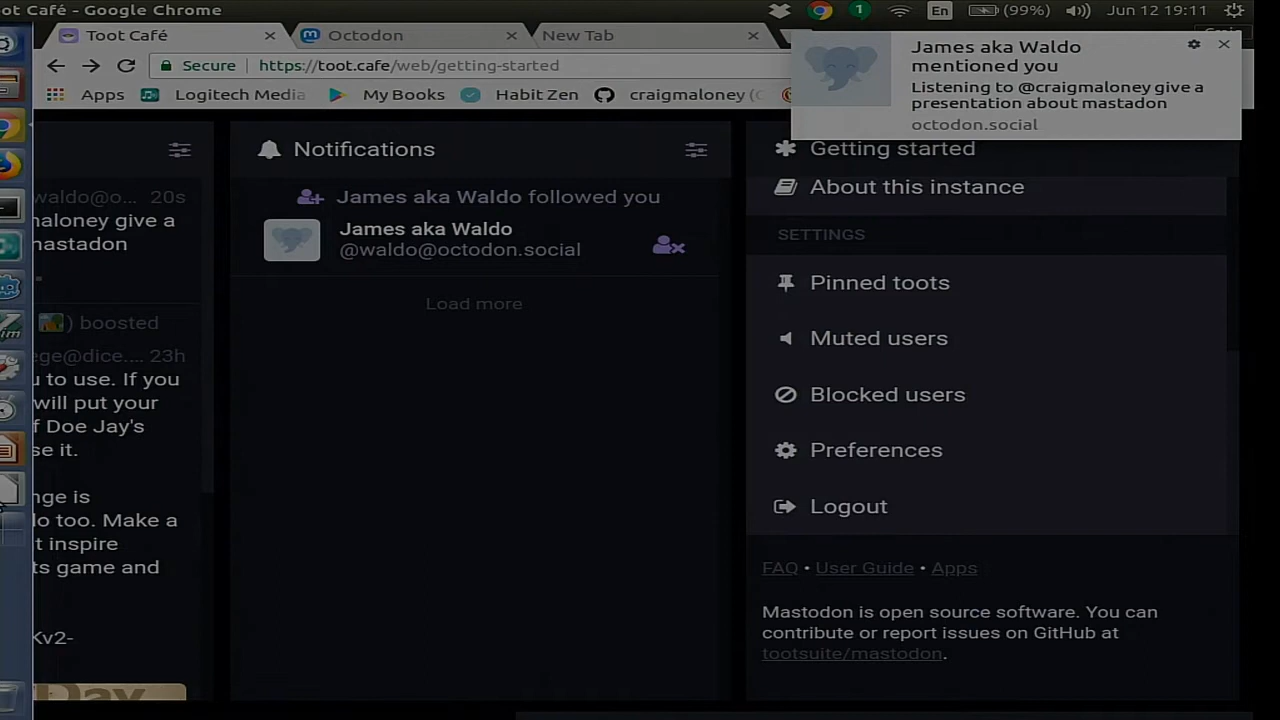 ot Café - Google Chrome
En
(99%)
Jun 12 19:11
Toot Café
Octodon
New Tab
Secure
https://toot.cafe/web/getting-started
Apps
Logitech Media
My Books
Habit Zen
craigmaloney (
James aka Waldo
mentioned you
Listening to @craigmaloney give a
presentation about mastadon
octodon.social
waldo@o... 20s
maloney give a
mastadon
) boosted
ege@dice.... 23h
u to use. If you
will put your
f Doe Jay's
se it.
nge is
lo too. Make a
t inspire
ts game and
Kv2-
Day
Notifications
James aka Waldo followed you
James aka Waldo
@waldo@octodon.social
Load more
Getting started
About this instance
SETTINGS
Pinned toots
Muted users
Blocked users
Preferences
Logout
FAQ • User Guide • Apps
Mastodon is open source software. You can
contribute or report issues on GitHub at
tootsuite/mastodon.